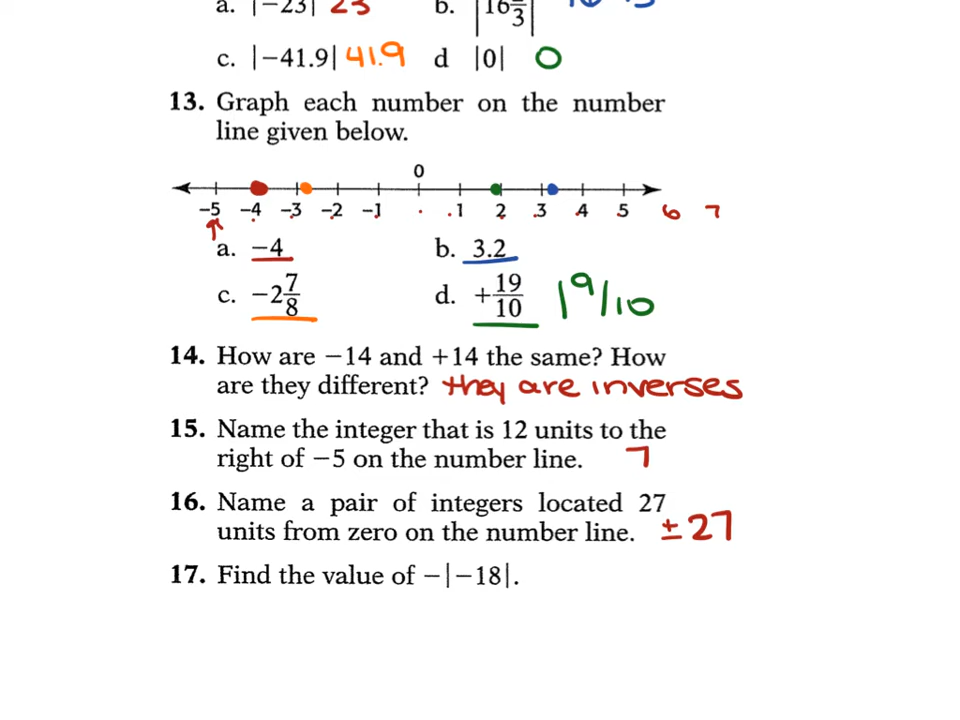 a. |−23| 23 b.
c. |−41.9| 41.9 d |0| 0
13. Graph each number on the number
line given below.
0
−5 −4 −3 −2 −1 1 2 3 4 5 6 7
a. −4 b. 3.2
c. −2 7/8 d. +19/10 1 9/10
14. How are −14 and +14 the same? How
are they different? they are inverses
15. Name the integer that is 12 units to the
right of −5 on the number line. 7
16. Name a pair of integers located 27
units from zero on the number line. ±27
17. Find the value of −|−18|.